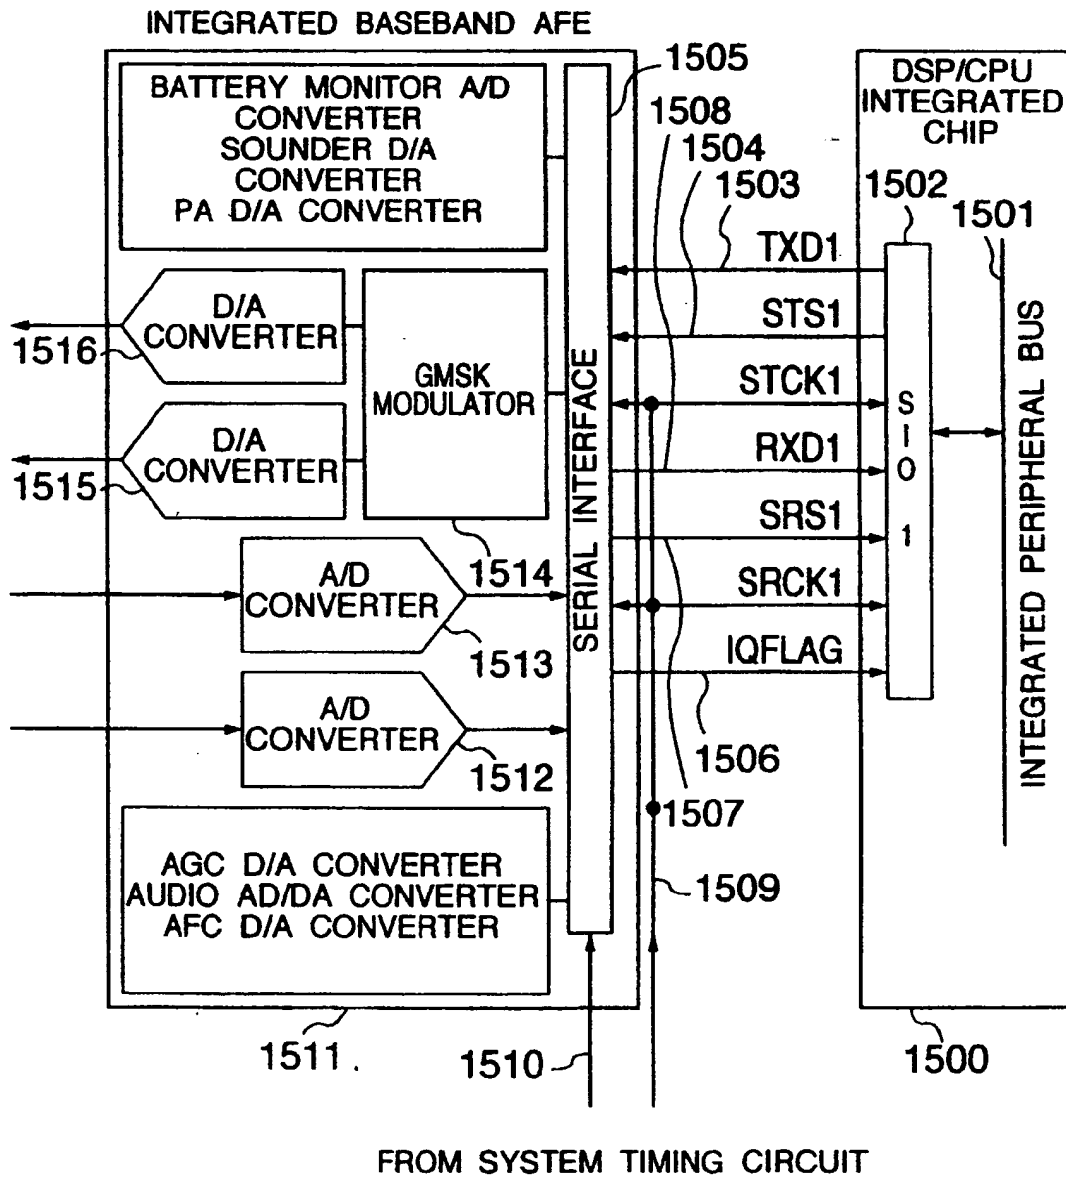 INTEGRATED BASEBAND AFE
1505
1508
1504
1503
DSP/CPU
INTEGRATED
CHIP
1502
1501
BATTERY MONITOR A/D
CONVERTER
SOUNDER D/A
CONVERTER
PA D/A CONVERTER
TXD1
STS1
STCK1
RXD1
SRS1
SRCK1
IQFLAG
D/A
CONVERTER
1516
GMSK
MODULATOR
D/A
CONVERTER
1515
1514
A/D
CONVERTER
1513
A/D
CONVERTER
1512
SERIAL INTERFACE
SIO 1
INTEGRATED PERIPHERAL BUS
1506
1507
1509
AGC D/A CONVERTER
AUDIO AD/DA CONVERTER
AFC D/A CONVERTER
1511
1510
1500
FROM SYSTEM TIMING CIRCUIT